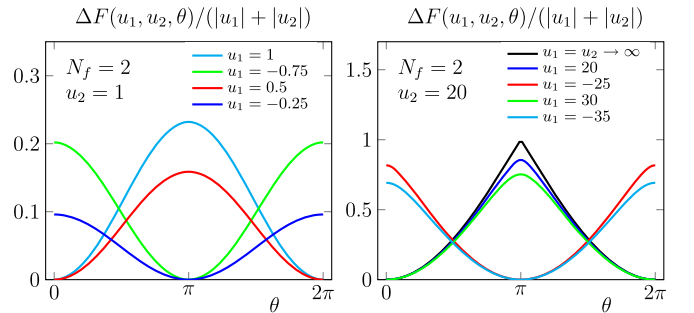 ΔF(u₁, u₂, θ)/(|u₁| + |u₂|)
N_f = 2
u₂ = 1
u₁ = 1
u₁ = −0.75
u₁ = 0.5
u₁ = −0.25
0.3
0.2
0.1
0
0 π 2π
θ
ΔF(u₁, u₂, θ)/(|u₁| + |u₂|)
N_f = 2
u₂ = 20
u₁ = u₂ → ∞
u₁ = 20
u₁ = −25
u₁ = 30
u₁ = −35
1.5
1
0.5
0
0 π 2π
θ